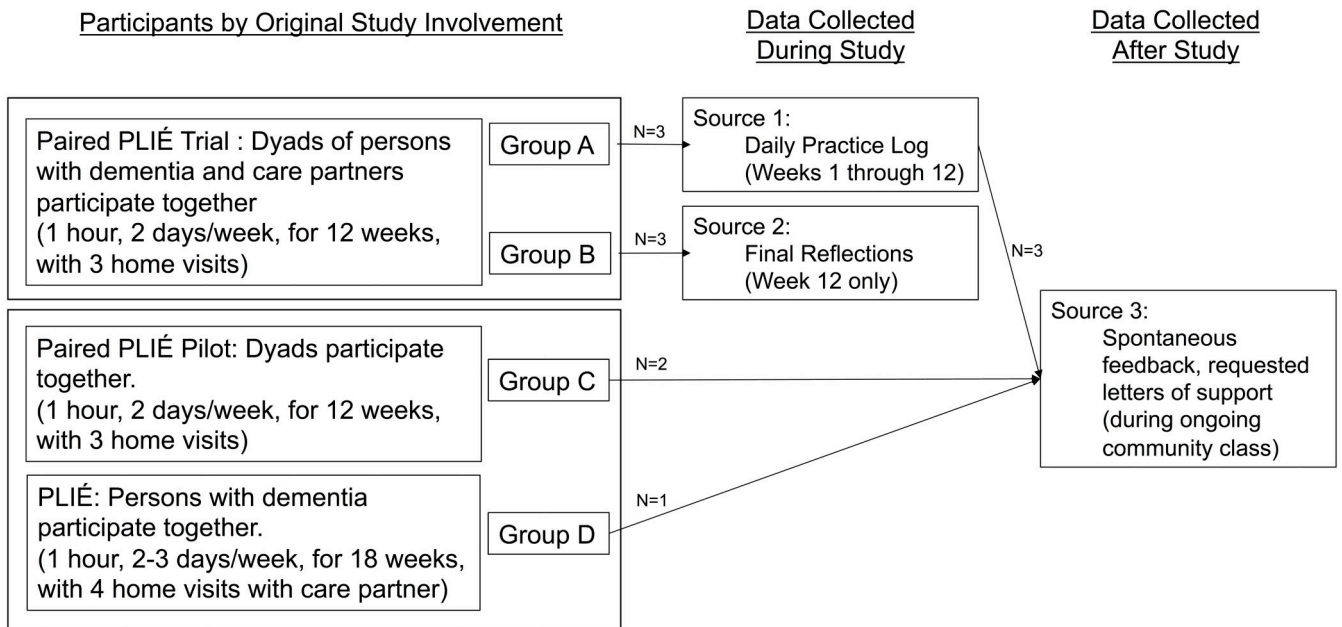 Participants by Original Study Involvement
Data Collected
During Study
Data Collected
After Study
Paired PLIÉ Trial : Dyads of persons
with dementia and care partners
participate together
(1 hour, 2 days/week, for 12 weeks,
with 3 home visits)
Group A
Group B
N=3
N=3
Source 1:
Daily Practice Log
(Weeks 1 through 12)
Source 2:
Final Reflections
(Week 12 only)
N=3
Paired PLIÉ Pilot: Dyads participate
together.
(1 hour, 2 days/week, for 12 weeks,
with 3 home visits)
Group C
N=2
PLIÉ: Persons with dementia
participate together.
(1 hour, 2-3 days/week, for 18 weeks,
with 4 home visits with care partner)
Group D
N=1
Source 3:
Spontaneous
feedback, requested
letters of support
(during ongoing
community class)